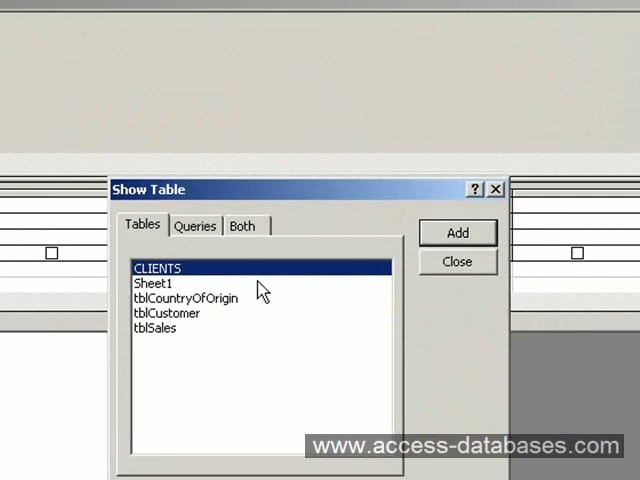 Show Table
Tables Queries Both
Add
Close
CLIENTS
Sheet1
tblCountryOfOrigin
tblCustomer
tblSales
www.access-databases.com